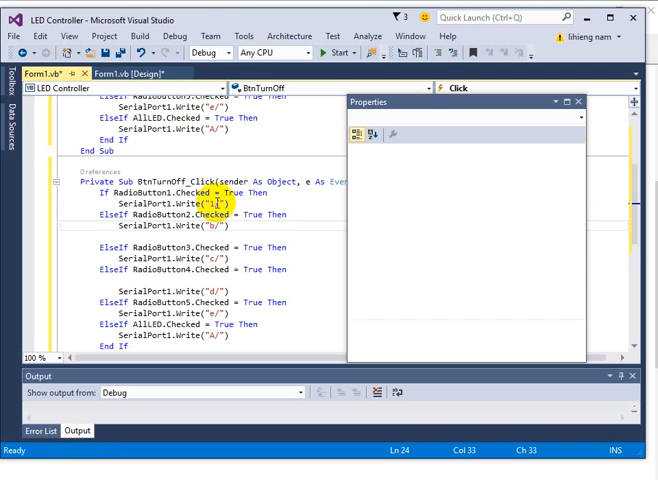 LED Controller - Microsoft Visual Studio
3
Quick Launch (Ctrl+Q)
File Edit View Project Build Debug Team Tools Architecture Test Analyze Window Help
lihieng nam
Debug Any CPU Start
Toolbox
Data Sources
Form1.vb* Form1.vb [Design]*
LED Controller BtnTurnOff Click
SerialPort1.Write("e/")
ElseIf AllLED.Checked = True Then
SerialPort1.Write("A/")
End If
End Sub
0 references
Private Sub BtnTurnOff_Click(sender As Object, e As Even
If RadioButton1.Checked = True Then
SerialPort1.Write("1/")
ElseIf RadioButton2.Checked = True Then
SerialPort1.Write("b/")
ElseIf RadioButton3.Checked = True Then
SerialPort1.Write("c/")
ElseIf RadioButton4.Checked = True Then
SerialPort1.Write("d/")
ElseIf RadioButton5.Checked = True Then
SerialPort1.Write("e/")
ElseIf AllLED.Checked = True Then
SerialPort1.Write("A/")
End If
Properties
100 %
Output
Show output from: Debug
Error List Output
Ready Ln 24 Col 33 Ch 33 INS